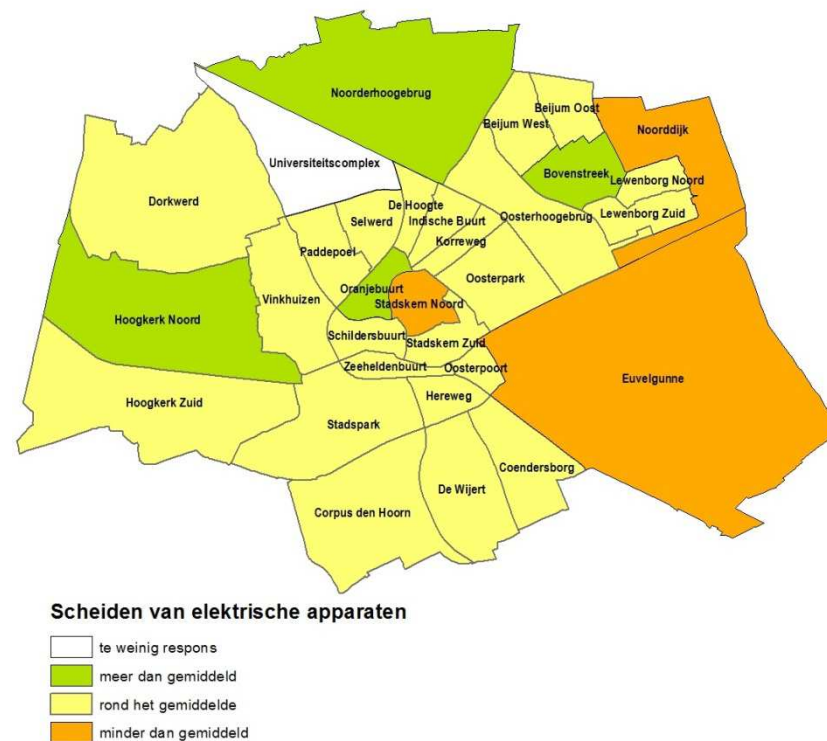 Noorderhoogebrug
Beijum Oost
Beijum West
Noorddijk
Universiteitscomplex
Bovenstreek
Lewenborg Noord
Dorkwerd
De Hoogte
Selwerd
Indische Buurt
Oosterhoogebrug
Lewenborg Zuid
Korreweg
Paddepoel
Oosterpark
Oranjebuurt
Vinkhuizen
Stadskern Noord
Hoogkerk Noord
Schildersbuurt
Stadskern Zuid
Zeeheldenbuurt
Oosterpoort
Euvelgunne
Hereweg
Hoogkerk Zuid
Stadspark
Coendersborg
De Wijert
Corpus den Hoorn
Scheiden van elektrische apparaten
te weinig respons
meer dan gemiddeld
rond het gemiddelde
minder dan gemiddeld